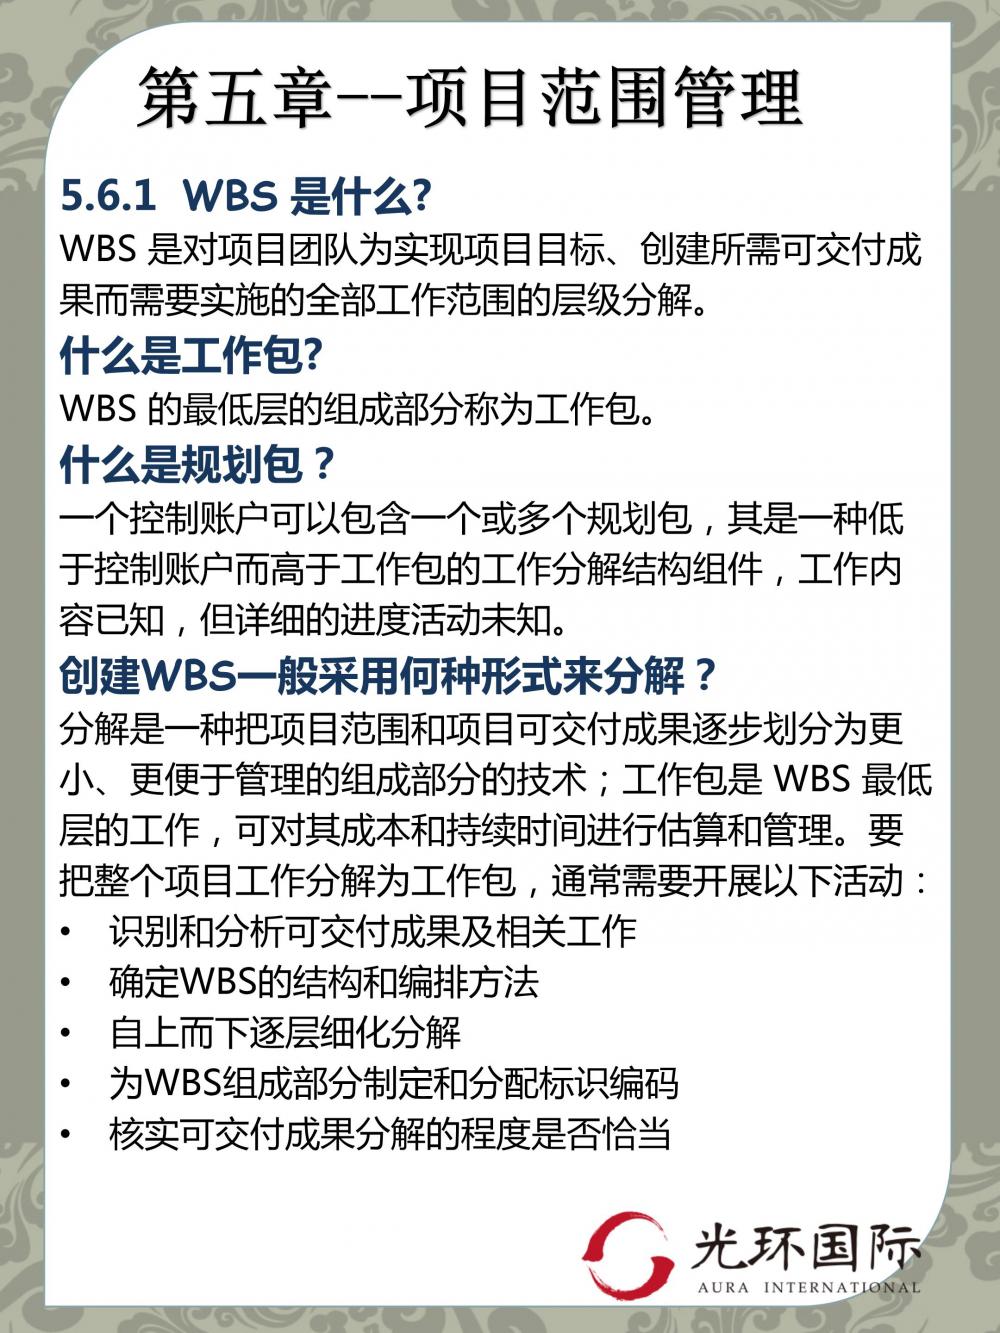 第五章--项目范围管理
5.6.1 WBS 是什么?
WBS 是对项目团队为实现项目目标、创建所需可交付成
果而需要实施的全部工作范围的层级分解。
什么是工作包?
WBS 的最低层的组成部分称为工作包。
什么是规划包？
一个控制账户可以包含一个或多个规划包，其是一种低
于控制账户而高于工作包的工作分解结构组件，工作内
容已知，但详细的进度活动未知。
创建WBS一般采用何种形式来分解？
分解是一种把项目范围和项目可交付成果逐步划分为更
小、更便于管理的组成部分的技术；工作包是 WBS 最低
层的工作，可对其成本和持续时间进行估算和管理。要
把整个项目工作分解为工作包，通常需要开展以下活动：
• 识别和分析可交付成果及相关工作
• 确定WBS的结构和编排方法
• 自上而下逐层细化分解
• 为WBS组成部分制定和分配标识编码
• 核实可交付成果分解的程度是否恰当
光环国际
AURA INTERNATIONAL